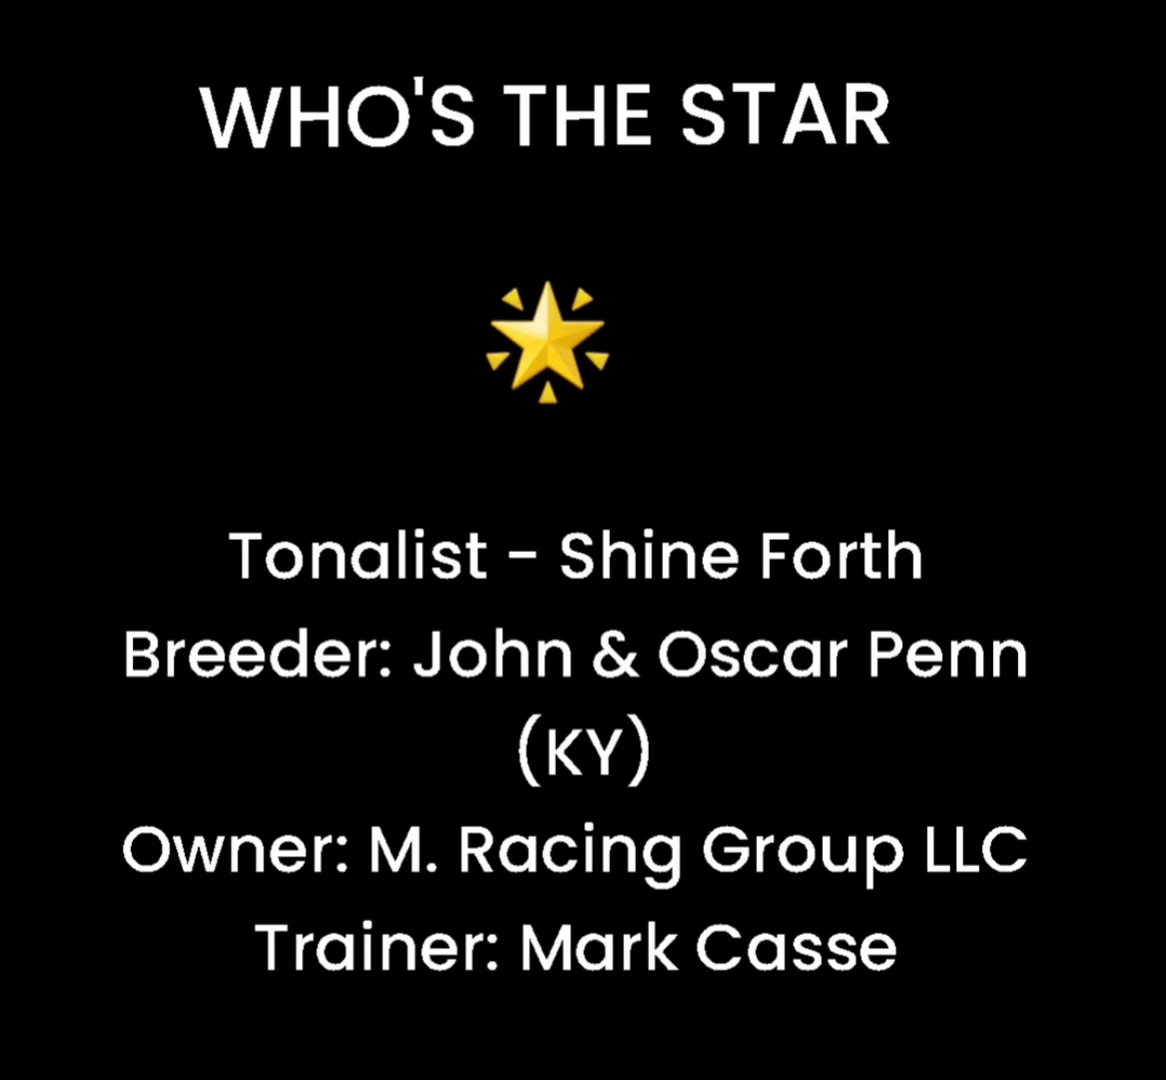 WHO'S THE STAR
Tonalist - Shine Forth
Breeder: John & Oscar Penn
(KY)
Owner: M. Racing Group LLC
Trainer: Mark Casse